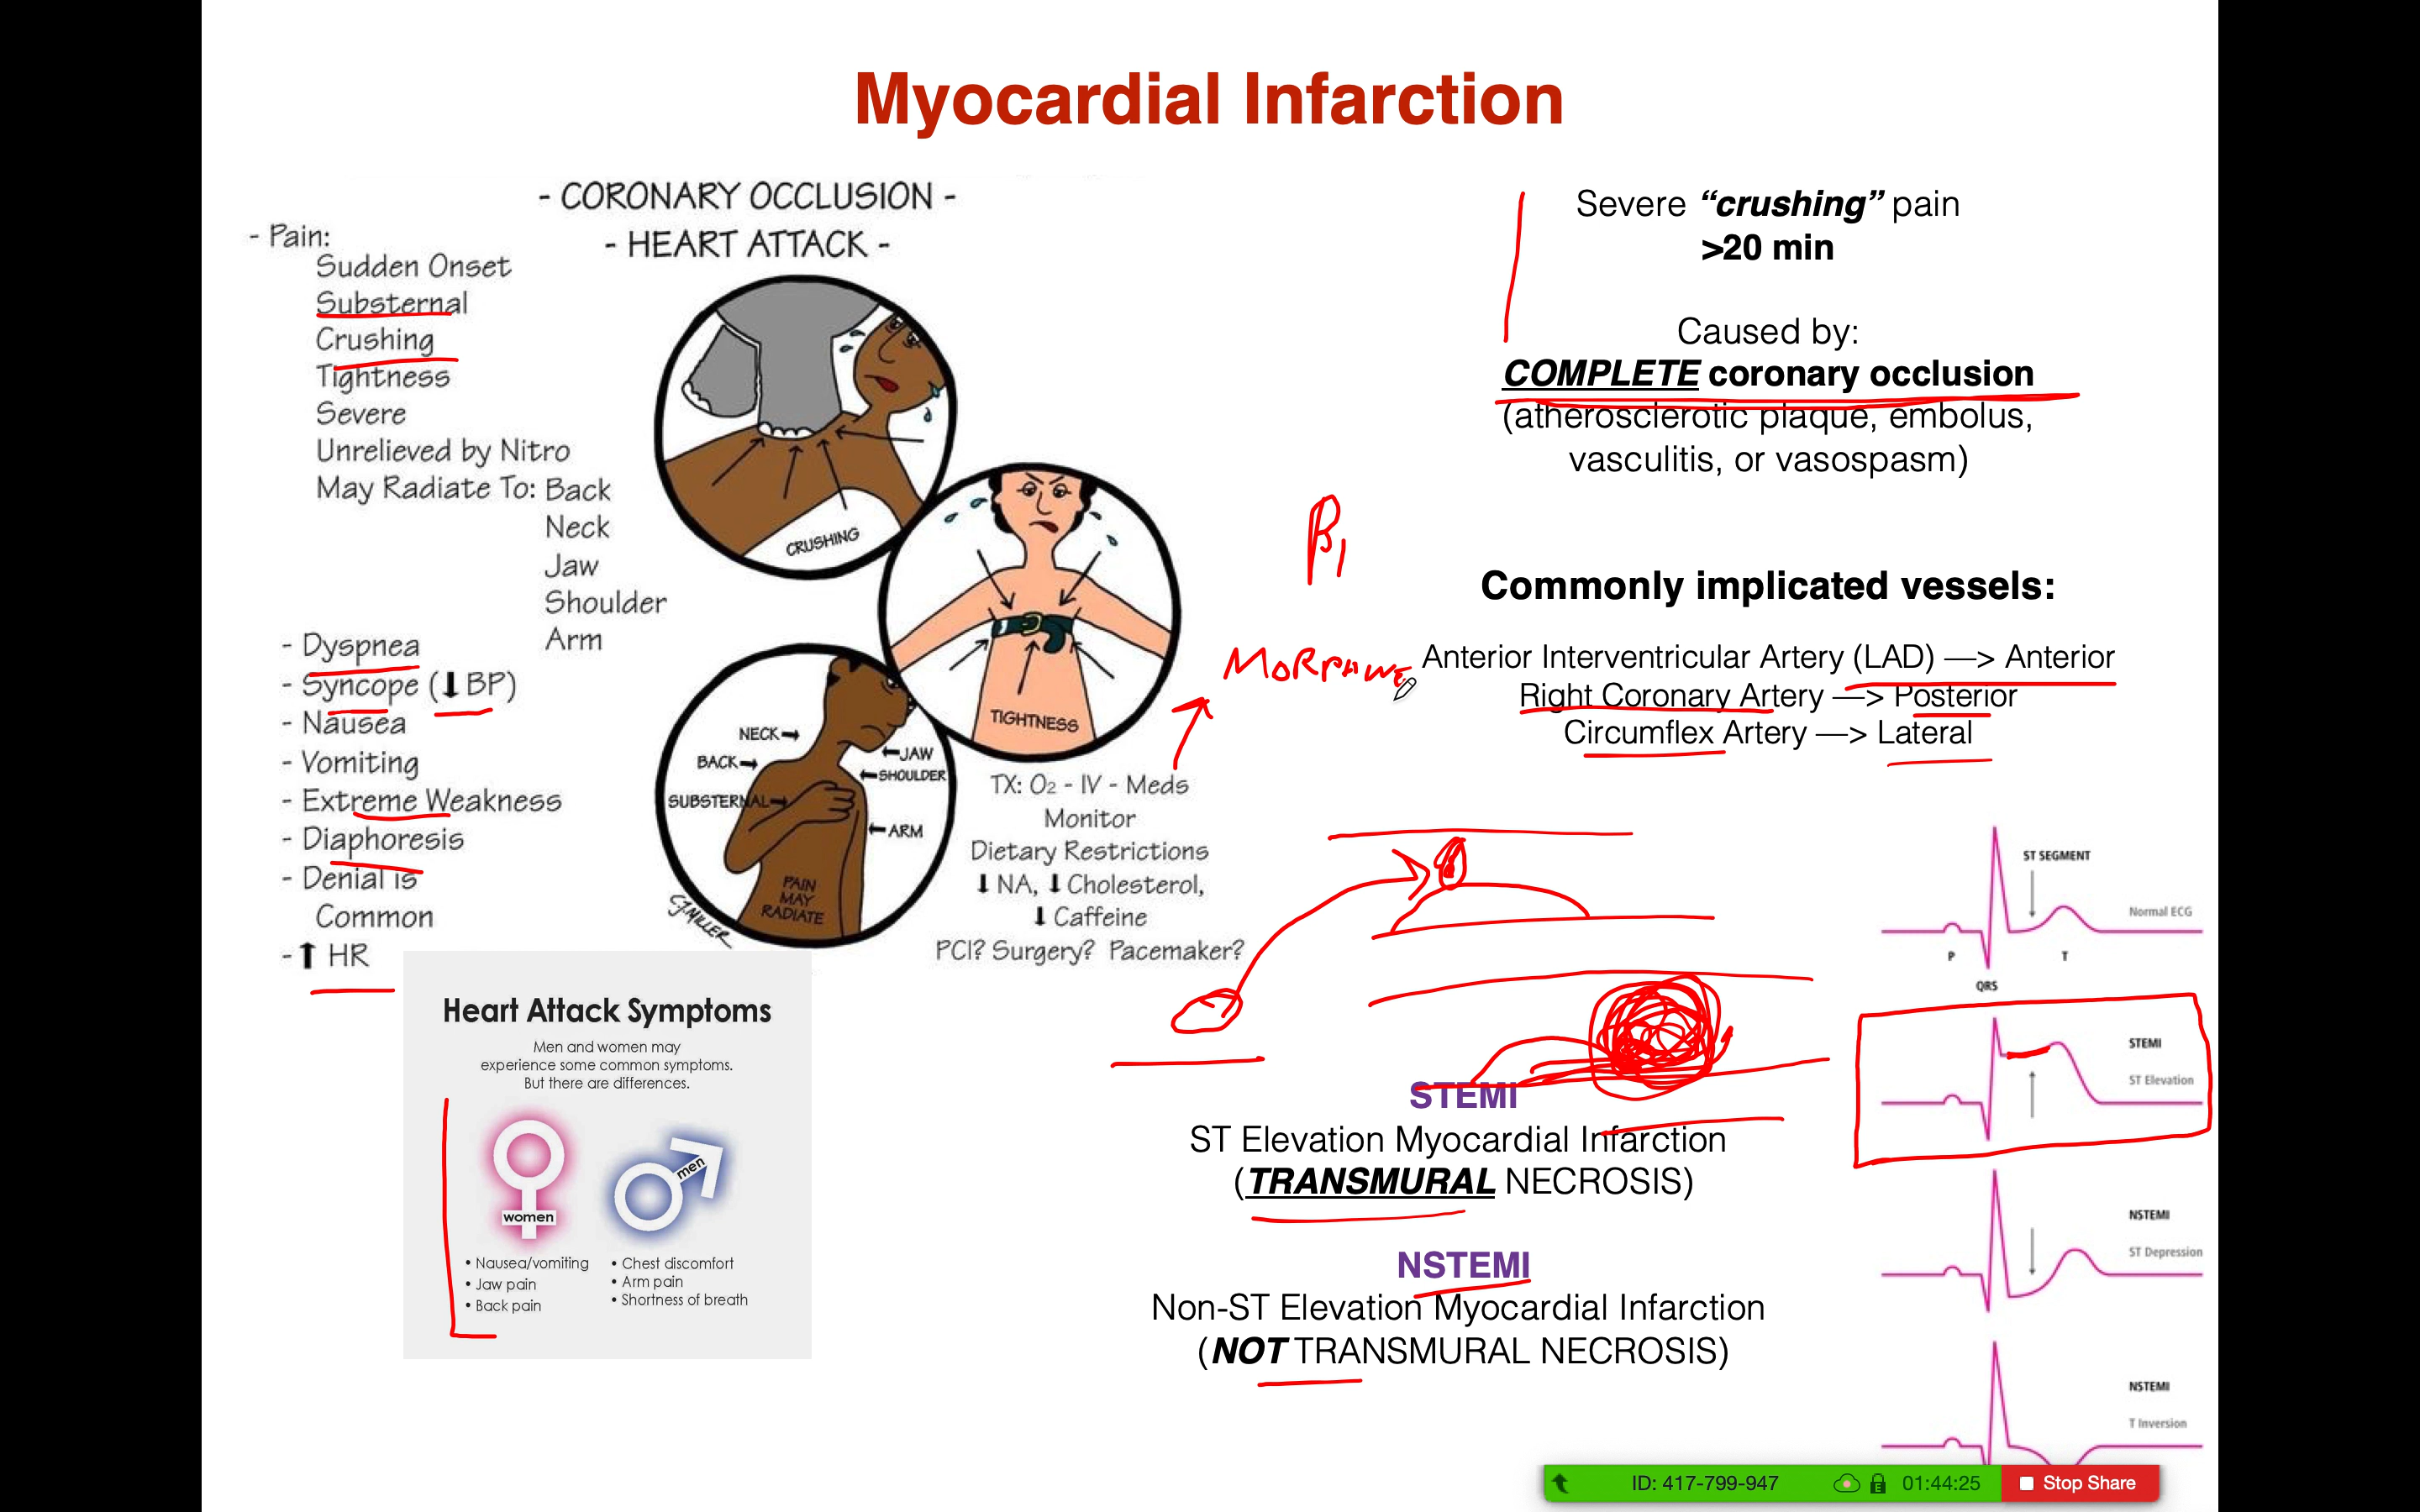 Myocardial Infarction
- CORONARY OCCLUSION -
- HEART ATTACK -
- Pain:
Sudden Onset
Substernal
Crushing
Tightness
Severe
Unrelieved by Nitro
May Radiate To: Back
Neck
Jaw
Shoulder
Arm
- Dyspnea
- Syncope (⬇BP)
- Nausea
- Vomiting
- Extreme Weakness
- Diaphoresis
- Denial is
Common
-⬆ HR
CRUSHING
TIGHTNESS
NECK
BACK
SUBSTERNAL
JAW
SHOULDER
ARM
PAIN
MAY
RADIATE
CJMILLER
TX: O₂ - IV - Meds
Monitor
Dietary Restrictions
⬇NA, ⬇Cholesterol,
⬇Caffeine
PCI? Surgery? Pacemaker?
Severe “crushing” pain
>20 min
Caused by:
COMPLETE coronary occlusion
(atherosclerotic plaque, embolus,
vasculitis, or vasospasm)
β1
Commonly implicated vessels:
Anterior Interventricular Artery (LAD) —> Anterior
Right Coronary Artery —> Posterior
Circumflex Artery —> Lateral
Heart Attack Symptoms
Men and women may
experience some common symptoms.
But there are differences.
women
men
• Nausea/vomiting
• Jaw pain
• Back pain
• Chest discomfort
• Arm pain
• Shortness of breath
STEMI
ST Elevation Myocardial Infarction
(TRANSMURAL NECROSIS)
NSTEMI
Non-ST Elevation Myocardial Infarction
(NOT TRANSMURAL NECROSIS)
ST SEGMENT
Normal ECG
P
T
QRS
STEMI
ST Elevation
NSTEMI
ST Depression
NSTEMI
T Inversion
ID: 417-799-947
01:44:25
Stop Share